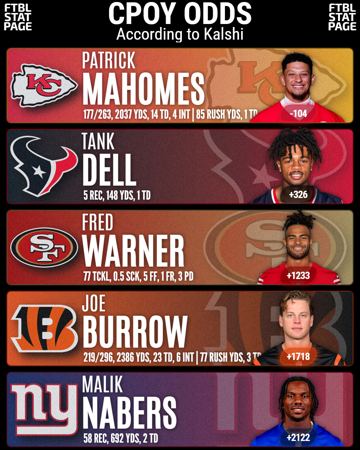 FTBL
STAT
PAGE
CPOY ODDS
According to Kalshi
FTBL
STAT
PAGE
KC
PATRICK
MAHOMES
177/263, 2037 YDS, 14 TD, 4 INT | 85 RUSH YDS, 1 TD
-104
TANK
DELL
5 REC, 148 YDS, 1 TD
+326
SF
FRED
WARNER
77 TCKL, 0.5 SCK, 5 FF, 1 FR, 3 PD
+1233
B
JOE
BURROW
219/296, 2386 YDS, 23 TD, 6 INT | 77 RUSH YDS, 3 T
+1718
ny
MALIK
NABERS
58 REC, 692 YDS, 2 TD
+2122